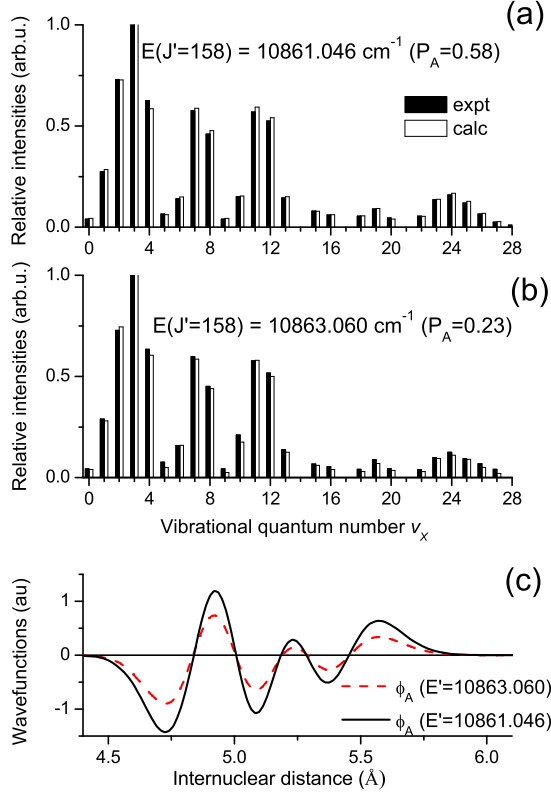 (a)
Relative intensities (arb.u.)
1.0
0.5
0.0
E(J'=158) = 10861.046 cm⁻¹ (P_A=0.58)
expt
calc
0 4 8 12 16 20 24 28
(b)
Relative intensities (arb.u.)
1.0
0.5
0.0
E(J'=158) = 10863.060 cm⁻¹ (P_A=0.23)
0 4 8 12 16 20 24 28
Vibrational quantum number v_x
(c)
Wavefunctions (au)
1
0
-1
ϕ_A (E'=10863.060)
ϕ_A (E'=10861.046)
4.5 5.0 5.5 6.0
Internuclear distance (Å)